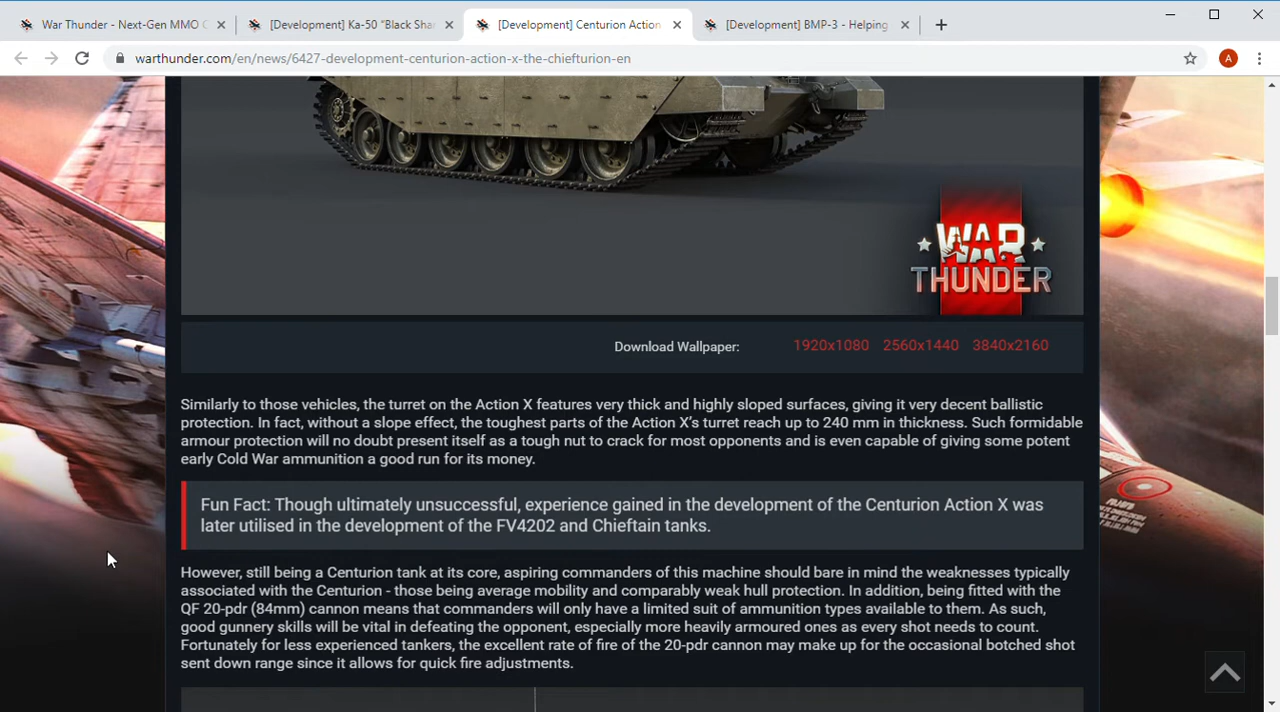 War Thunder - Next-Gen MMO C
[Development] Ka-50 "Black Shar
[Development] Centurion Action
[Development] BMP-3 - Helping
warthunder.com/en/news/6427-development-centurion-action-x-the-chiefturion-en
A
WAR
THUNDER
Download Wallpaper: 1920x1080 2560x1440 3840x2160
Similarly to those vehicles, the turret on the Action X features very thick and highly sloped surfaces, giving it very decent ballistic
protection. In fact, without a slope effect, the toughest parts of the Action X's turret reach up to 240 mm in thickness. Such formidable
armour protection will no doubt present itself as a tough nut to crack for most opponents and is even capable of giving some potent
early Cold War ammunition a good run for its money.
Fun Fact: Though ultimately unsuccessful, experience gained in the development of the Centurion Action X was
later utilised in the development of the FV4202 and Chieftain tanks.
However, still being a Centurion tank at its core, aspiring commanders of this machine should bare in mind the weaknesses typically
associated with the Centurion - those being average mobility and comparably weak hull protection. In addition, being fitted with the
QF 20-pdr (84mm) cannon means that commanders will only have a limited suit of ammunition types available to them. As such,
good gunnery skills will be vital in defeating the opponent, especially more heavily armoured ones as every shot needs to count.
Fortunately for less experienced tankers, the excellent rate of fire of the 20-pdr cannon may make up for the occasional botched shot
sent down range since it allows for quick fire adjustments.